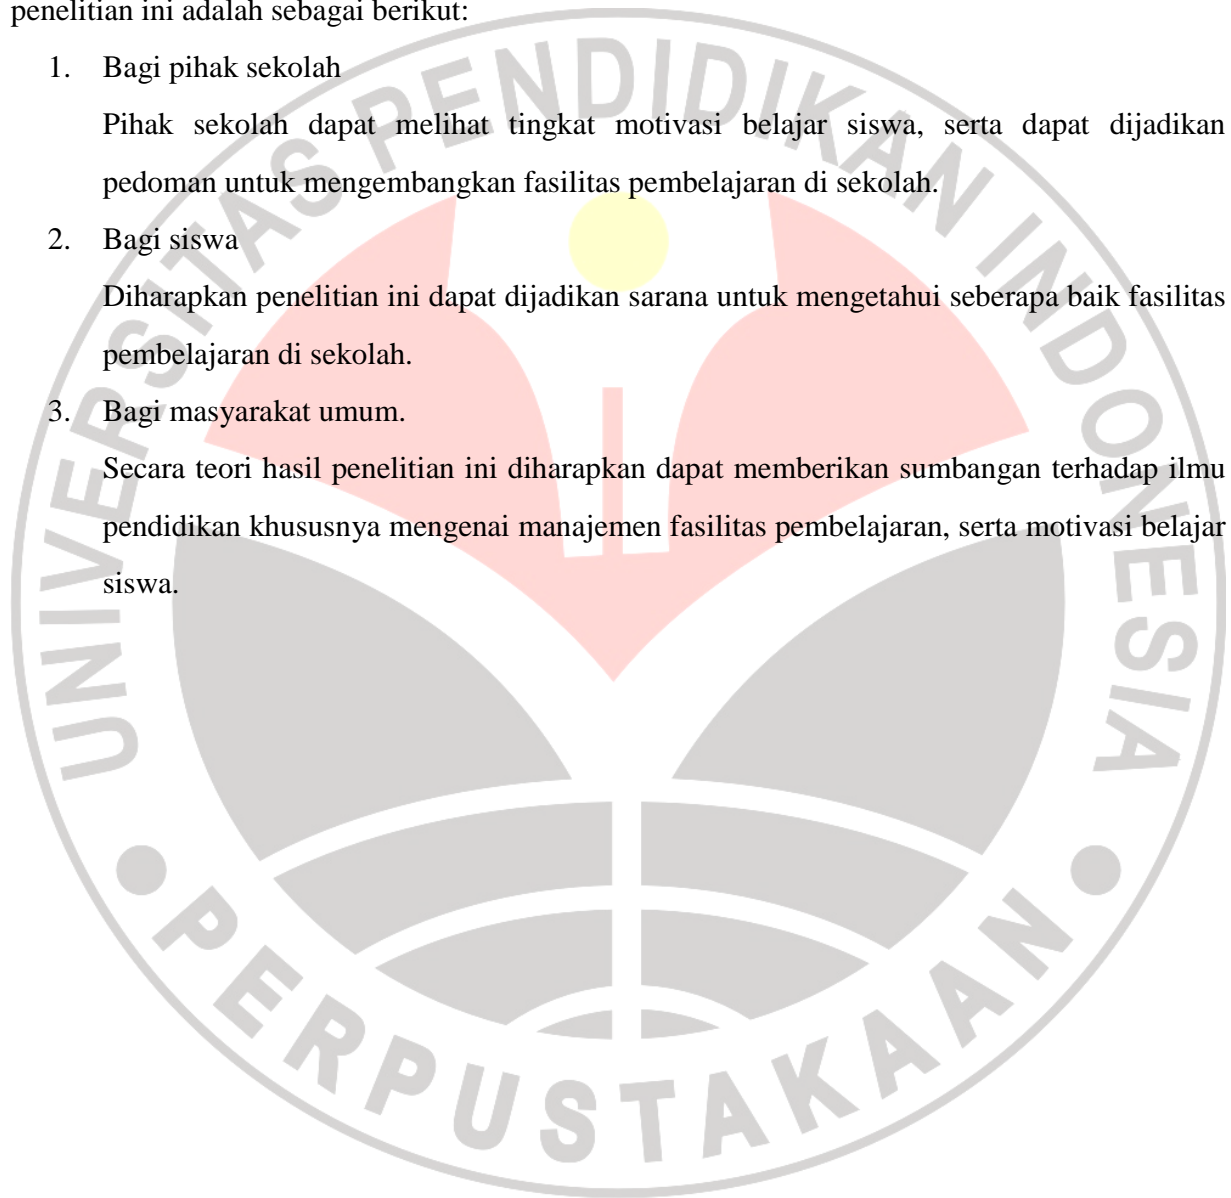 penelitian ini adalah sebagai berikut:
1. Bagi pihak sekolah
Pihak sekolah dapat melihat tingkat motivasi belajar siswa, serta dapat dijadikan
pedoman untuk mengembangkan fasilitas pembelajaran di sekolah.
2. Bagi siswa
Diharapkan penelitian ini dapat dijadikan sarana untuk mengetahui seberapa baik fasilitas
pembelajaran di sekolah.
3. Bagi masyarakat umum.
Secara teori hasil penelitian ini diharapkan dapat memberikan sumbangan terhadap ilmu
pendidikan khususnya mengenai manajemen fasilitas pembelajaran, serta motivasi belajar
siswa.
UNIVERSITAS PENDIDIKAN INDONESIA
PERPUSTAKAAN